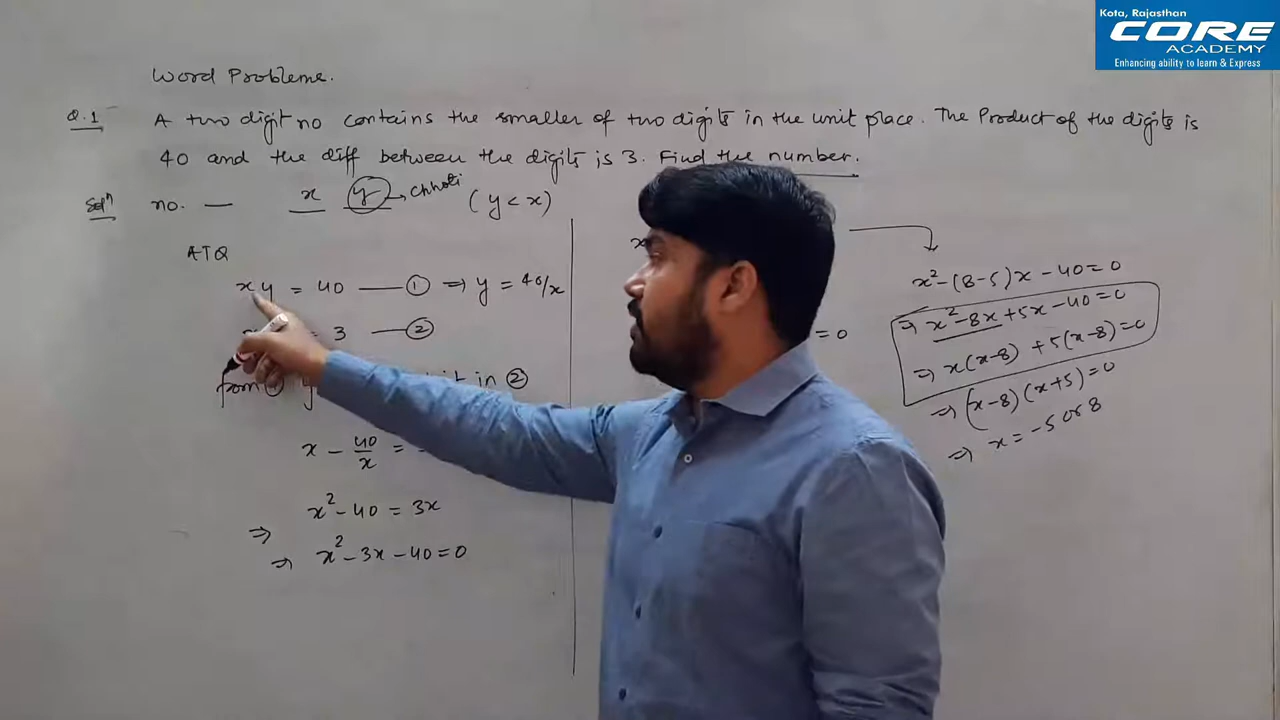 Kota, Rajasthan
CORE
ACADEMY
Enhancing ability to learn & Express
Word Probleme.
Q.1 A two digit no contains the smaller of two digits in the unit place. The Product of the digits is
40 and the diff between the digits is 3. Find the number.
Solⁿ no. — x y → Chhoti (y < x)
ATQ
xy = 40 — ① ⇒ y = 40/x
= 3 — ②
from in ②
x - 40/x =
⇒ x² - 40 = 3x
⇒ x² - 3x - 40 = 0
= 0
x² - (8-5)x - 40 = 0
⇒ x² - 8x + 5x - 40 = 0
⇒ x(x-8) + 5(x-8) = 0
⇒ (x-8)(x+5) = 0
⇒ x = -5 or 8